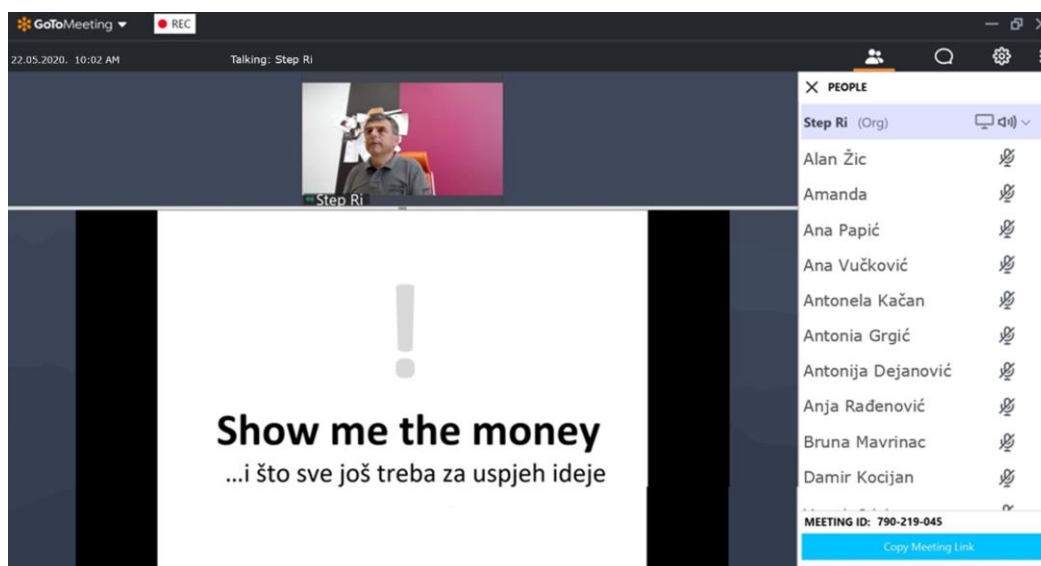 GoToMeeting
REC
22.05.2020. 10:02 AM
Talking: Step Ri
Step Ri
!
Show me the money
...i što sve još treba za uspjeh ideje
PEOPLE
Step Ri (Org)
Alan Žic
Amanda
Ana Papić
Ana Vučković
Antonela Kačan
Antonia Grgić
Antonija Dejanović
Anja Rađenović
Bruna Mavrinac
Damir Kocijan
MEETING ID: 790-219-045
Copy Meeting Link